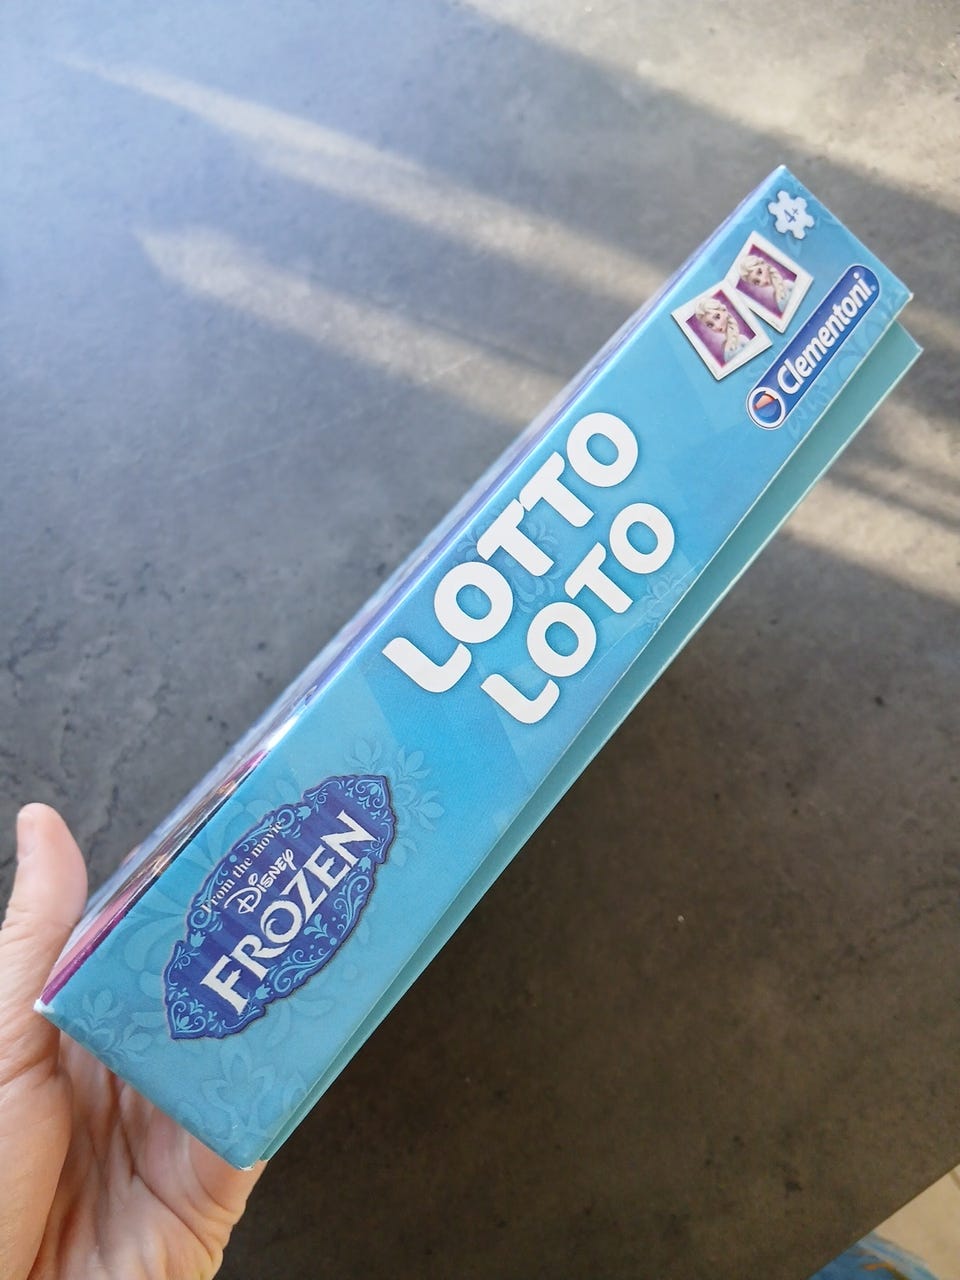 From the movie
DISNEY
FROZEN
LOTTO
LOTO
Clementoni®
4+